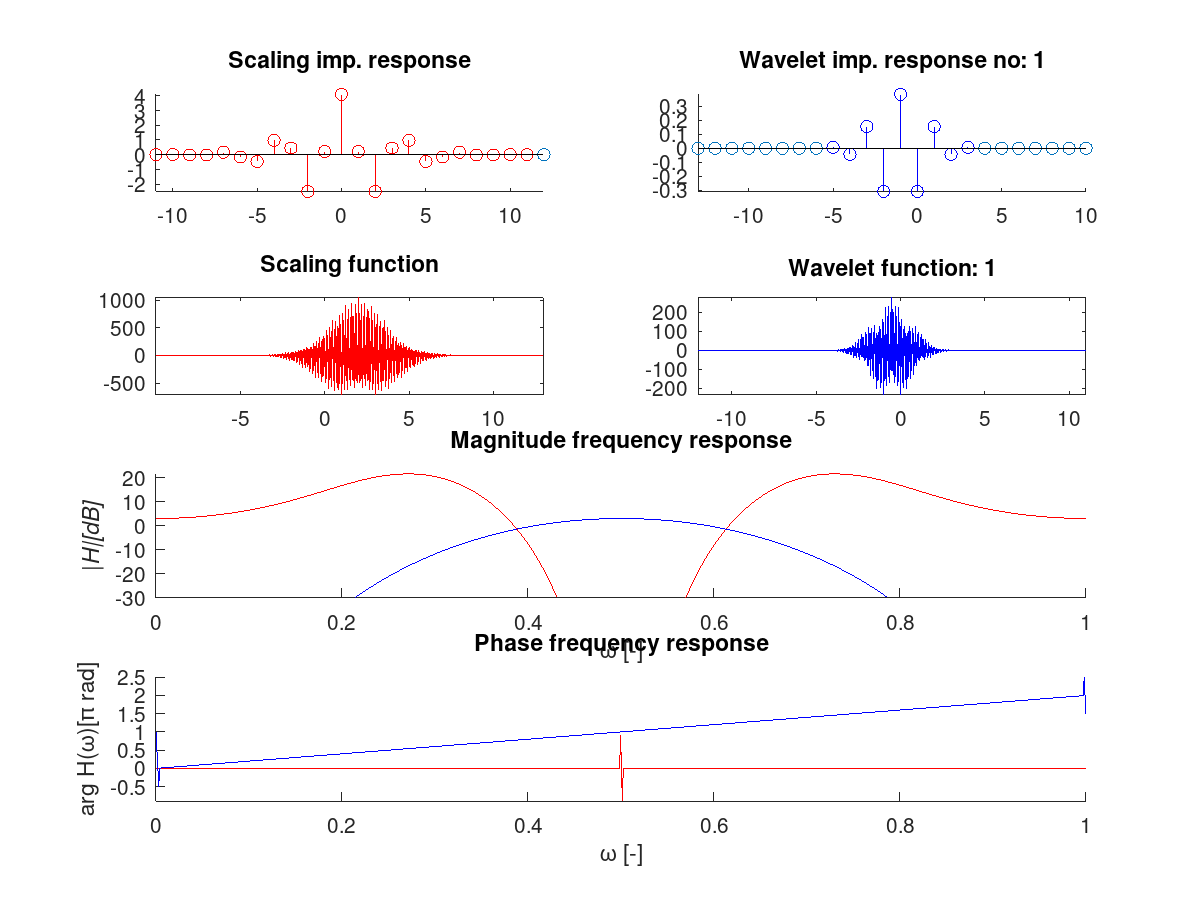 Scaling imp. response
4
3
2
1
0
-1
-2
-10 -5 0 5 10
Wavelet imp. response no: 1
0.3
0.2
0.1
0
-0.1
-0.2
-0.3
-10 -5 0 5 10
Scaling function
1000
500
0
-500
-5 0 5 10
Wavelet function: 1
200
100
0
-100
-200
-10 -5 0 5 10
Magnitude frequency response
|H|[dB]
20
10
0
-10
-20
-30
0 0.2 0.4 0.6 0.8 1
ω [-]
Phase frequency response
arg H(ω)[π rad]
2.5
2
1.5
1
0.5
0
-0.5
0 0.2 0.4 0.6 0.8 1
ω [-]